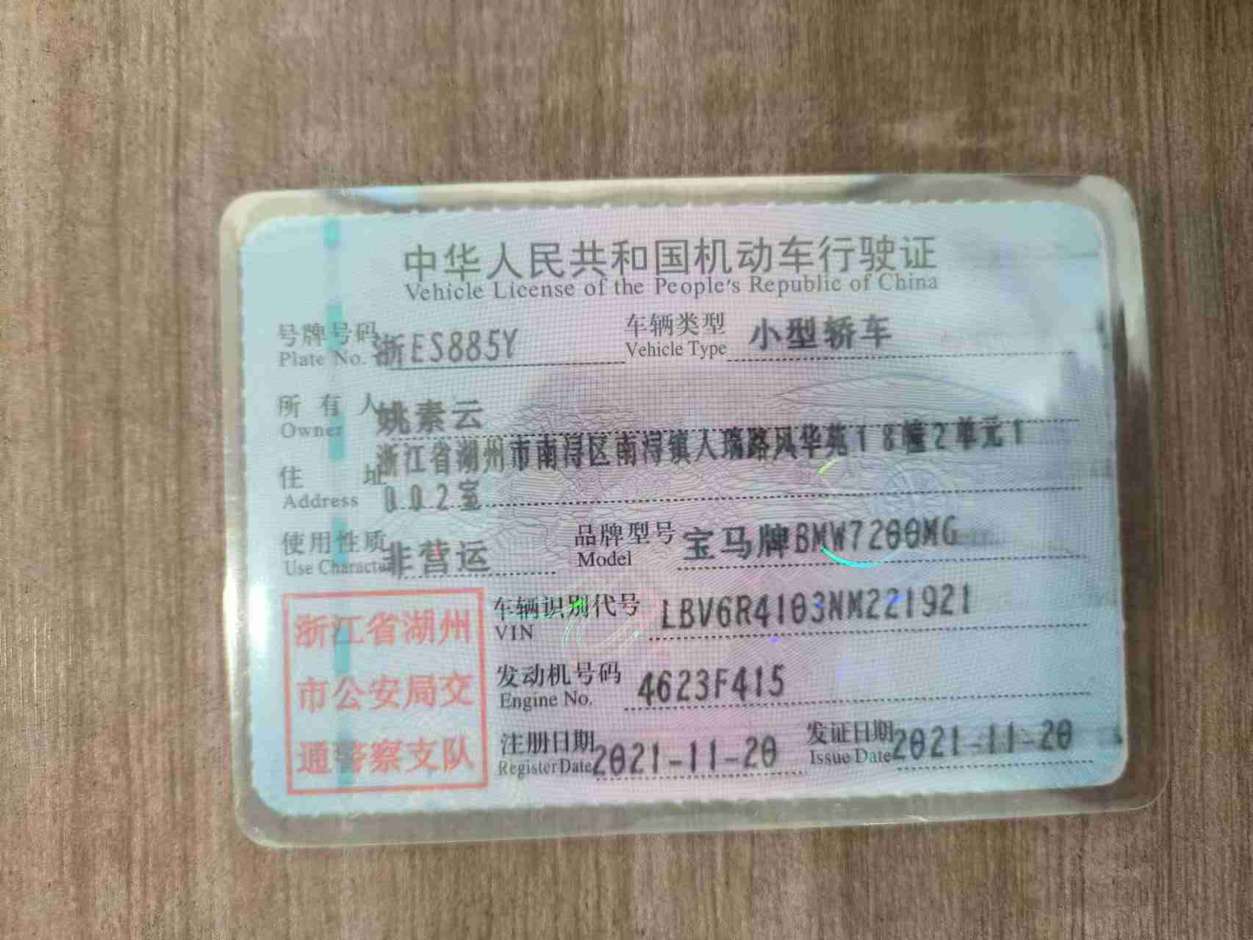 中华人民共和国机动车行驶证
Vehicle License of the People's Republic of China
号牌号码 浙ES885Y 车辆类型 小型轿车
Plate No. Vehicle Type
所有人 姚素云
Owner
住址 浙江省湖州市南浔区南浔镇人瑞路风华苑18幢2单元1
Address 002室
使用性质 非营运 品牌型号 宝马牌BMW7200MG
Use Character Model
浙江省湖州
市公安局交
通警察支队
车辆识别代号 LBV6R4103NM221921
VIN
发动机号码 4623F415
Engine No.
注册日期 2021-11-20 发证日期 2021-11-20
Register Date Issue Date